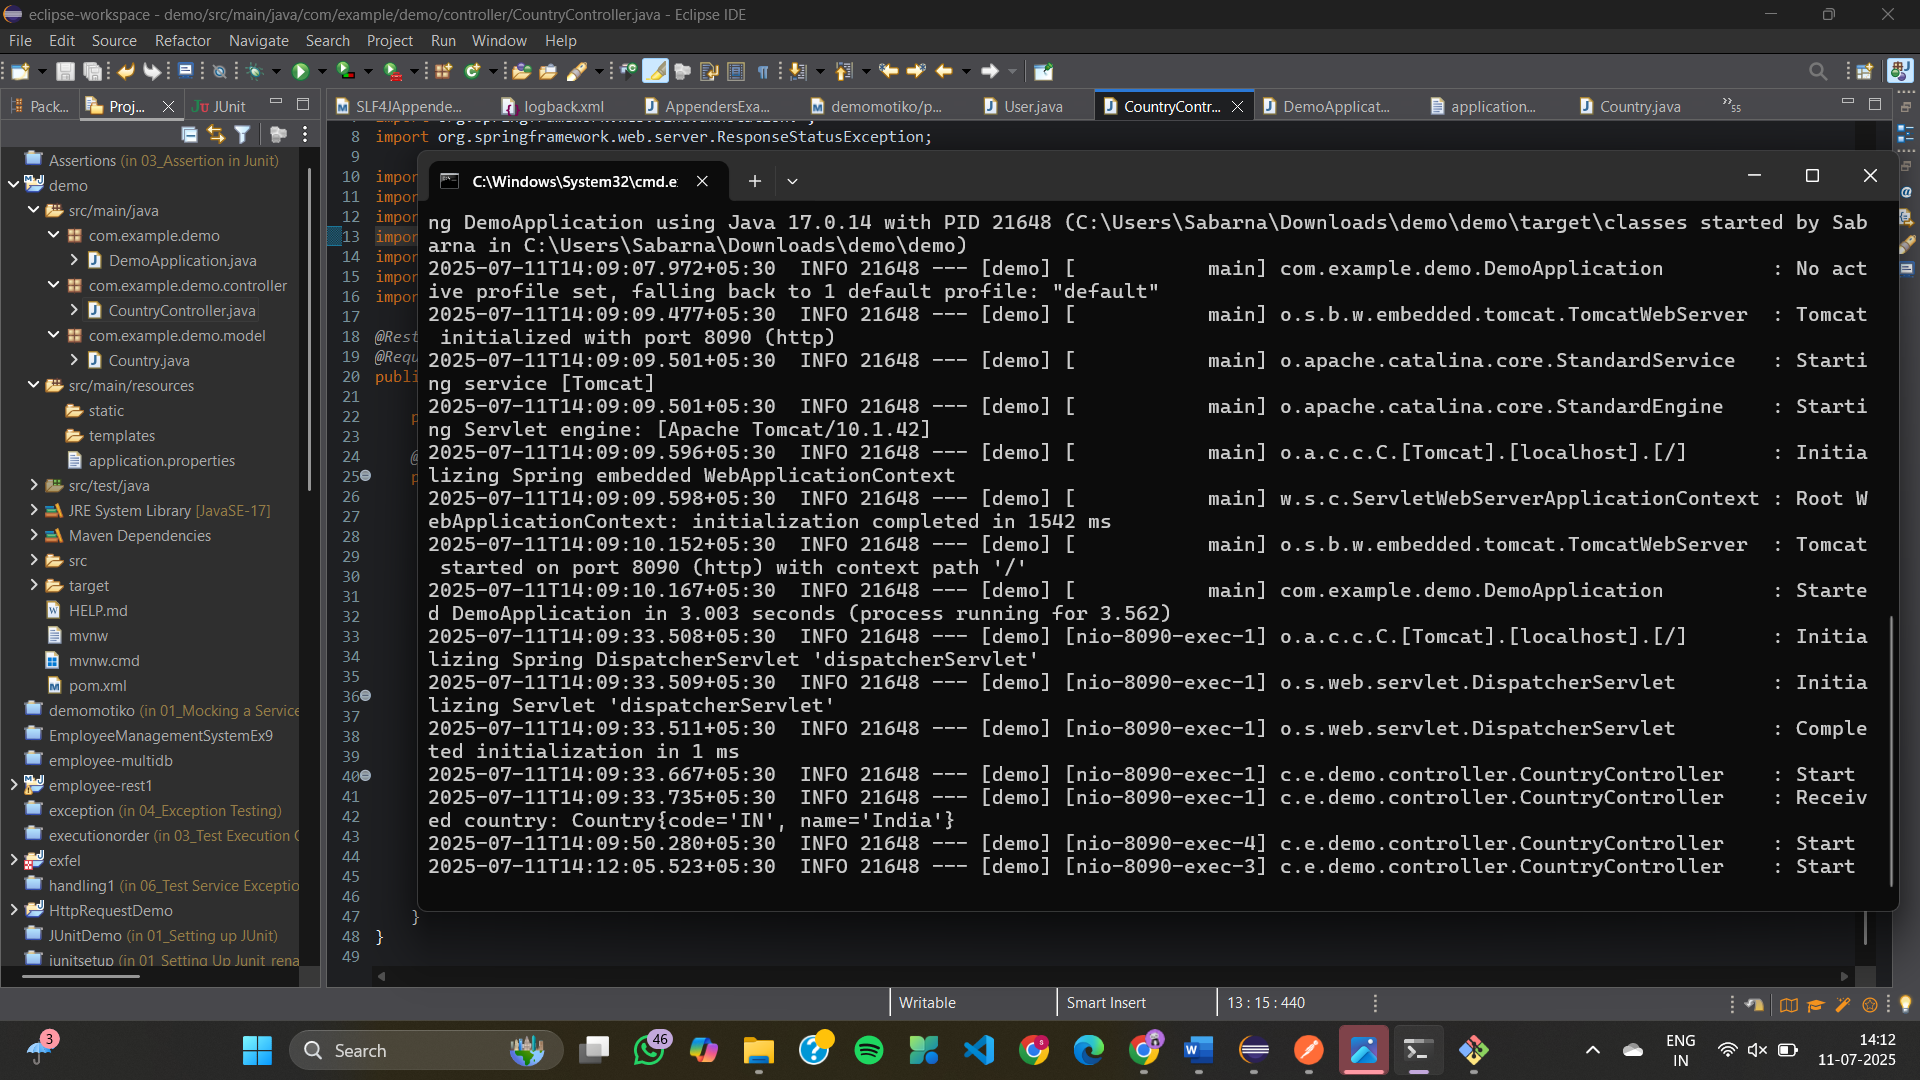 eclipse-workspace - demo/src/main/java/com/example/demo/controller/CountryController.java - Eclipse IDE
File Edit Source Refactor Navigate Search Project Run Window Help
Pack... Proj... JUnit
SLF4JAppende... logback.xml AppendersExa... demomotiko/p... User.java CountryContr... DemoApplicat... application... Country.java »55
Assertions (in 03_Assertion in Junit)
demo
src/main/java
com.example.demo
DemoApplication.java
com.example.demo.controller
CountryController.java
com.example.demo.model
Country.java
src/main/resources
static
templates
application.properties
src/test/java
JRE System Library [JavaSE-17]
Maven Dependencies
src
target
HELP.md
mvnw
mvnw.cmd
pom.xml
demomotiko (in 01_Mocking a Service
EmployeeManagementSystemEx9
employee-multidb
employee-rest1
exception (in 04_Exception Testing)
executionorder (in 03_Test Execution
exfel
handling1 (in 06_Test Service Exceptio
HttpRequestDemo
JUnitDemo (in 01_Setting up JUnit)
junitsetup (in 01_Setting Up Junit_rena
8 import org.springframework.web.server.ResponseStatusException;
9
10 impor
11 impor
12 impor
13 impor
14 impor
15 impor
16 impor
17
18 @Rest
19 @Requ
20 publi
21
22 p
23
24 @
25 p
26
27
28
29
30
31
32
33
34
35
36
37
38
39
40
41
42
43
44
45
46
47 }
48 }
49
C:\Windows\System32\cmd.e
ng DemoApplication using Java 17.0.14 with PID 21648 (C:\Users\Sabarna\Downloads\demo\demo\target\classes started by Sab
arna in C:\Users\Sabarna\Downloads\demo\demo)
2025-07-11T14:09:07.972+05:30  INFO 21648 --- [demo] [           main] com.example.demo.DemoApplication         : No act
ive profile set, falling back to 1 default profile: "default"
2025-07-11T14:09:09.477+05:30  INFO 21648 --- [demo] [           main] o.s.b.w.embedded.tomcat.TomcatWebServer  : Tomcat
 initialized with port 8090 (http)
2025-07-11T14:09:09.501+05:30  INFO 21648 --- [demo] [           main] o.apache.catalina.core.StandardService   : Starti
ng service [Tomcat]
2025-07-11T14:09:09.501+05:30  INFO 21648 --- [demo] [           main] o.apache.catalina.core.StandardEngine    : Starti
ng Servlet engine: [Apache Tomcat/10.1.42]
2025-07-11T14:09:09.596+05:30  INFO 21648 --- [demo] [           main] o.a.c.c.C.[Tomcat].[localhost].[/]       : Initia
lizing Spring embedded WebApplicationContext
2025-07-11T14:09:09.598+05:30  INFO 21648 --- [demo] [           main] w.s.c.ServletWebServerApplicationContext : Root W
ebApplicationContext: initialization completed in 1542 ms
2025-07-11T14:09:10.152+05:30  INFO 21648 --- [demo] [           main] o.s.b.w.embedded.tomcat.TomcatWebServer  : Tomcat
 started on port 8090 (http) with context path '/'
2025-07-11T14:09:10.167+05:30  INFO 21648 --- [demo] [           main] com.example.demo.DemoApplication         : Starte
d DemoApplication in 3.003 seconds (process running for 3.562)
2025-07-11T14:09:33.508+05:30  INFO 21648 --- [demo] [nio-8090-exec-1] o.a.c.c.C.[Tomcat].[localhost].[/]       : Initia
lizing Spring DispatcherServlet 'dispatcherServlet'
2025-07-11T14:09:33.509+05:30  INFO 21648 --- [demo] [nio-8090-exec-1] o.s.web.servlet.DispatcherServlet        : Initia
lizing Servlet 'dispatcherServlet'
2025-07-11T14:09:33.511+05:30  INFO 21648 --- [demo] [nio-8090-exec-1] o.s.web.servlet.DispatcherServlet        : Comple
ted initialization in 1 ms
2025-07-11T14:09:33.667+05:30  INFO 21648 --- [demo] [nio-8090-exec-1] c.e.demo.controller.CountryController    : Start
2025-07-11T14:09:33.735+05:30  INFO 21648 --- [demo] [nio-8090-exec-1] c.e.demo.controller.CountryController    : Receiv
ed country: Country{code='IN', name='India'}
2025-07-11T14:09:50.280+05:30  INFO 21648 --- [demo] [nio-8090-exec-4] c.e.demo.controller.CountryController    : Start
2025-07-11T14:12:05.523+05:30  INFO 21648 --- [demo] [nio-8090-exec-3] c.e.demo.controller.CountryController    : Start
Writable Smart Insert 13 : 15 : 440
3
Search
46
ENG
IN
14:12
11-07-2025